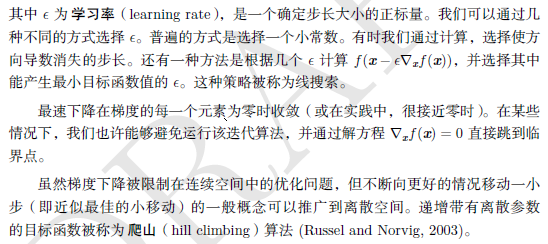 其中 ϵ 为学习率（learning rate），是一个确定步长大小的正标量。我们可以通过几
种不同的方式选择 ϵ。普遍的方式是选择一个小常数。有时我们通过计算，选择使方
向导数消失的步长。还有一种方法是根据几个 ϵ 计算 f(x − ϵ∇ₓf(x))，并选择其中
能产生最小目标函数值的 ϵ。这种策略被称为线搜索。
最速下降在梯度的每一个元素为零时收敛（或在实践中，很接近零时）。在某些
情况下，我们也许能够避免运行该迭代算法，并通过解方程 ∇ₓf(x) = 0 直接跳到临
界点。
虽然梯度下降被限制在连续空间中的优化问题，但不断向更好的情况移动一小
步（即近似最佳的小移动）的一般概念可以推广到离散空间。递增带有离散参数
的目标函数被称为爬山（hill climbing）算法 (Russel and Norvig, 2003)。